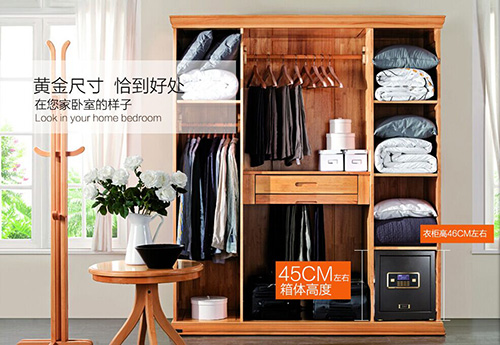 黄金尺寸 恰到好处
在您家卧室的样子
Look in your home bedroom
衣柜高46CM左右
45CM左右
箱体高度